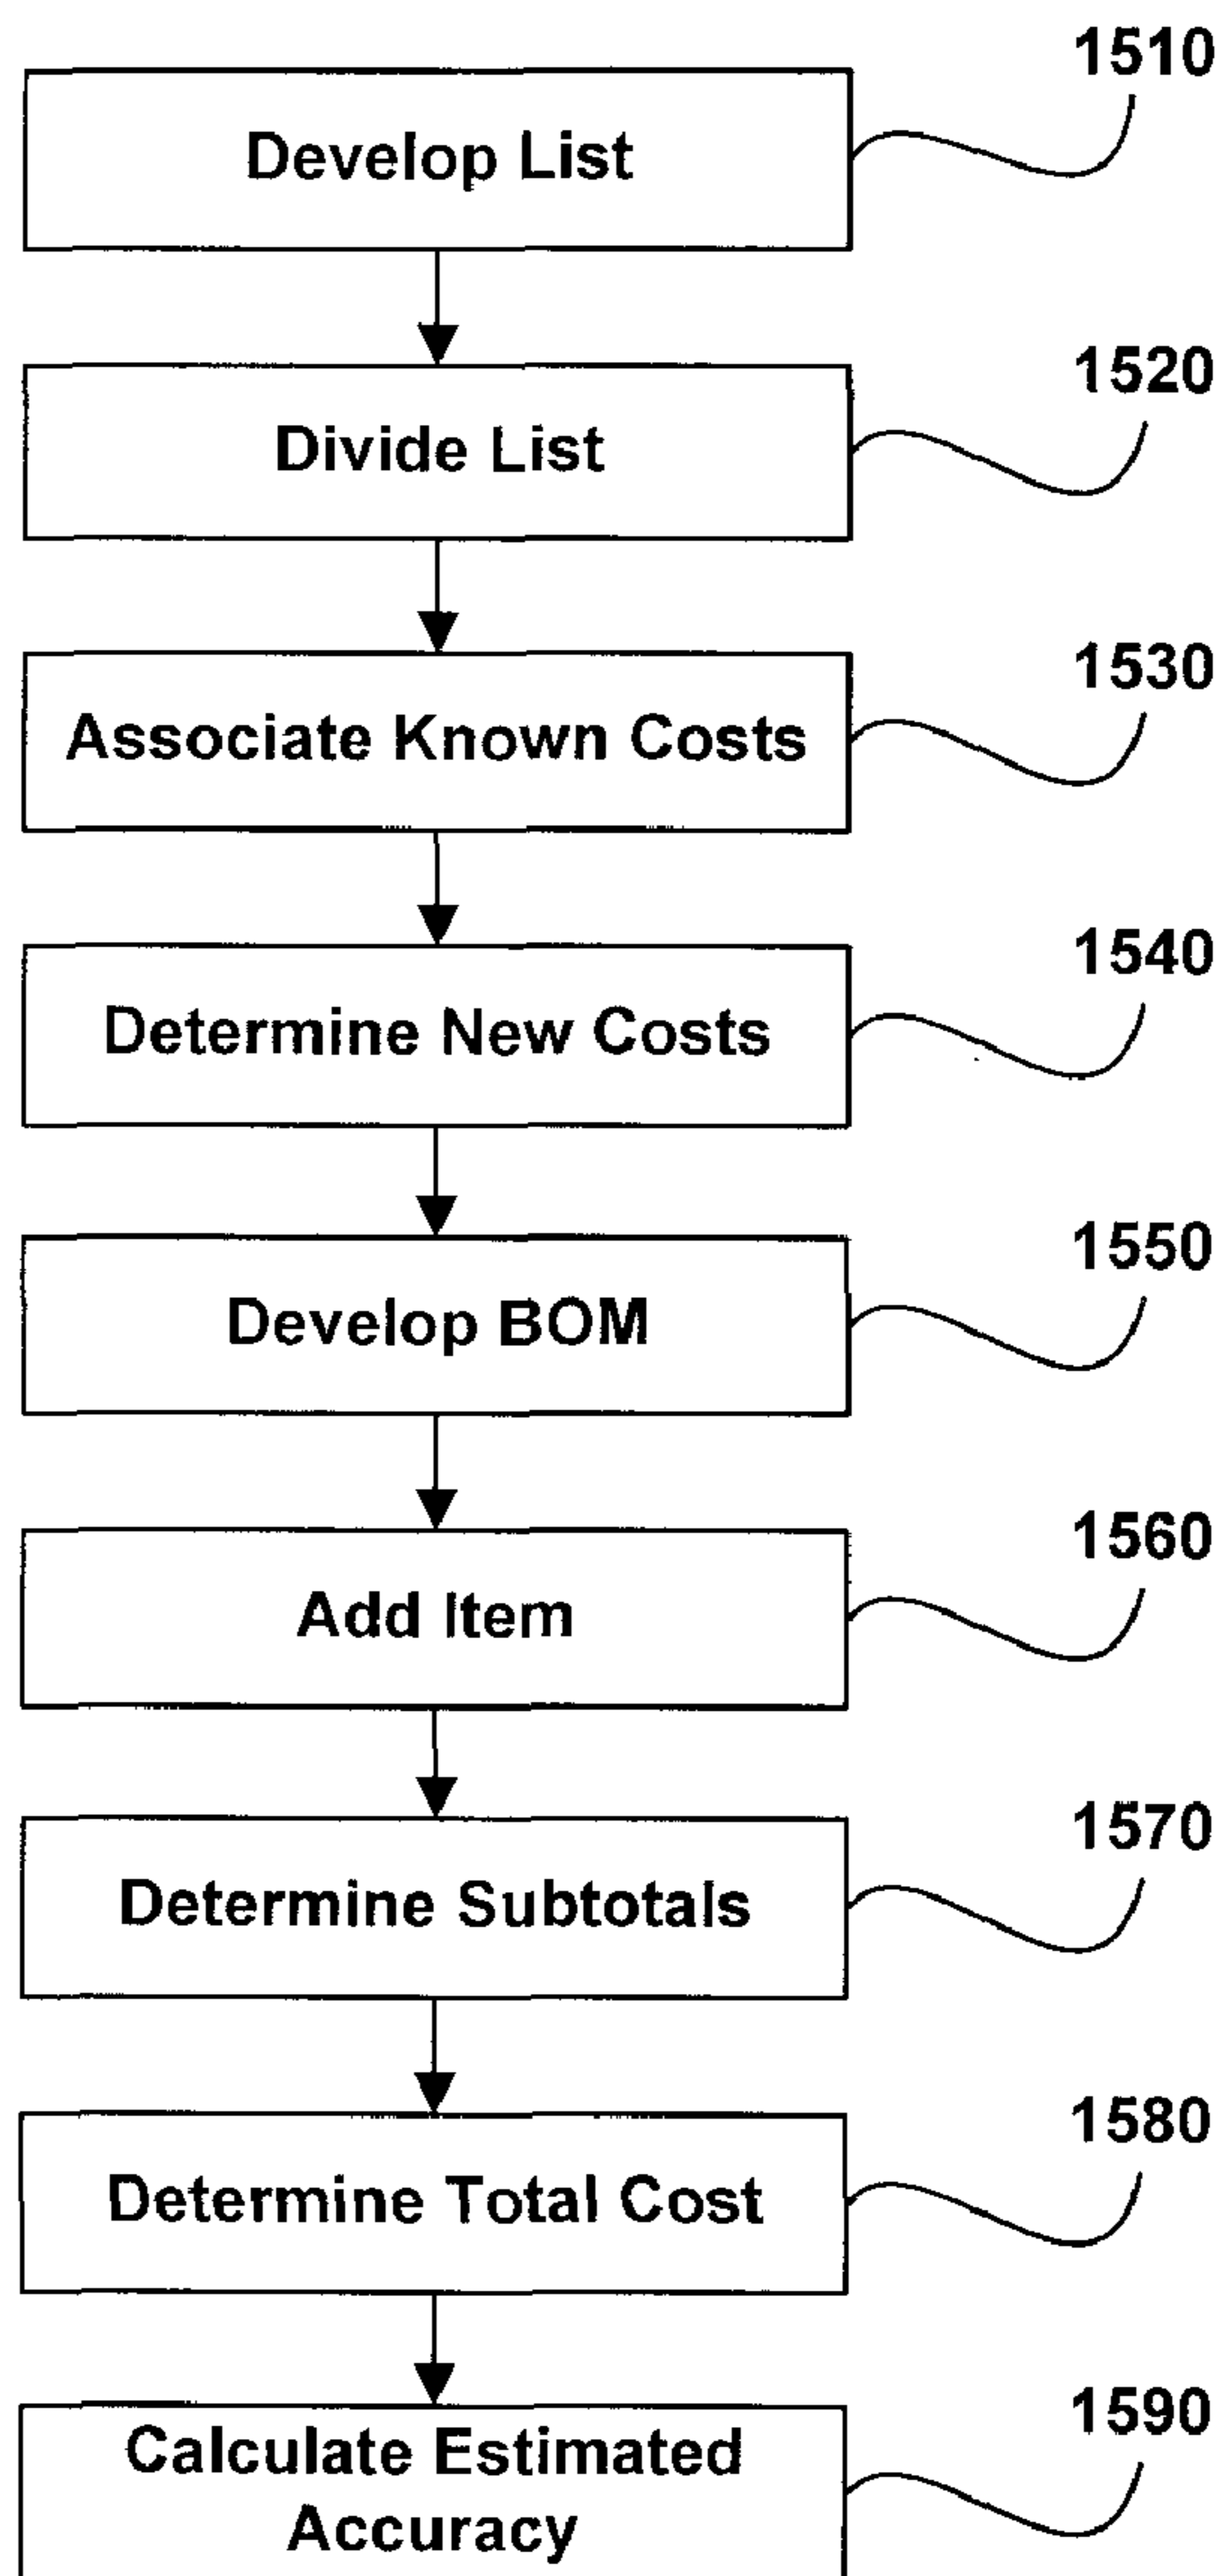 1510
Develop List
1520
Divide List
1530
Associate Known Costs
1540
Determine New Costs
1550
Develop BOM
1560
Add Item
1570
Determine Subtotals
1580
Determine Total Cost
1590
Calculate Estimated
Accuracy